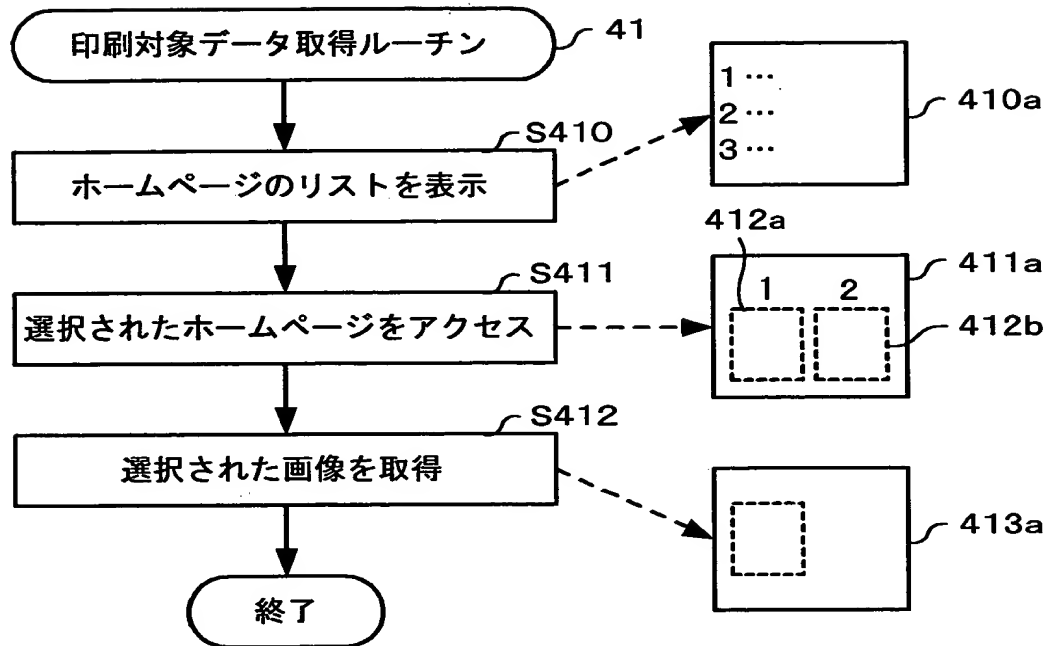 印刷対象データ取得ルーチン
41
1 …
2 …
3 …
410a
S410
ホームページのリストを表示
412a
S411
411a
選択されたホームページをアクセス
1 2
412b
S412
選択された画像を取得
413a
終了